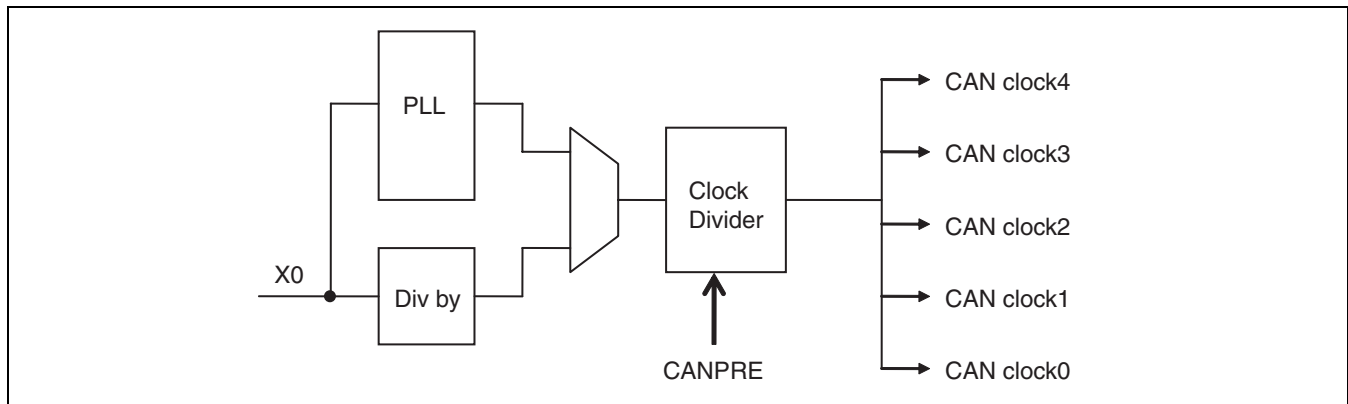 PLL
X0
Div by
Clock
Divider
CANPRE
CAN clock4
CAN clock3
CAN clock2
CAN clock1
CAN clock0